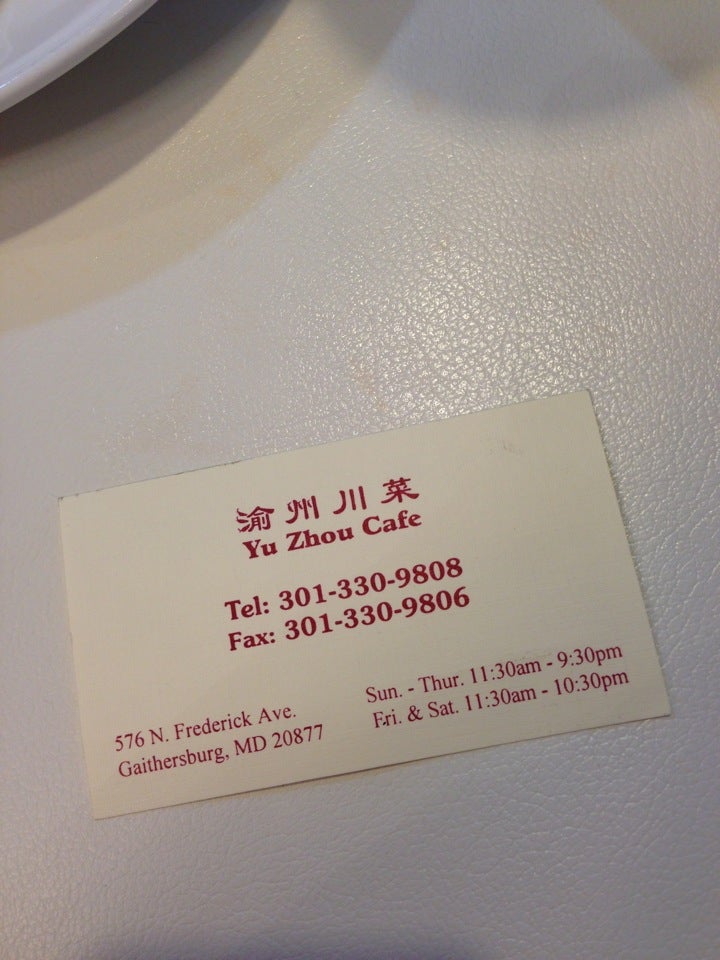 渝州川菜
Yu Zhou Cafe
Tel: 301-330-9808
Fax: 301-330-9806
576 N. Frederick Ave.
Gaithersburg, MD 20877
Sun. - Thur. 11:30am - 9:30pm
Fri. & Sat. 11:30am - 10:30pm